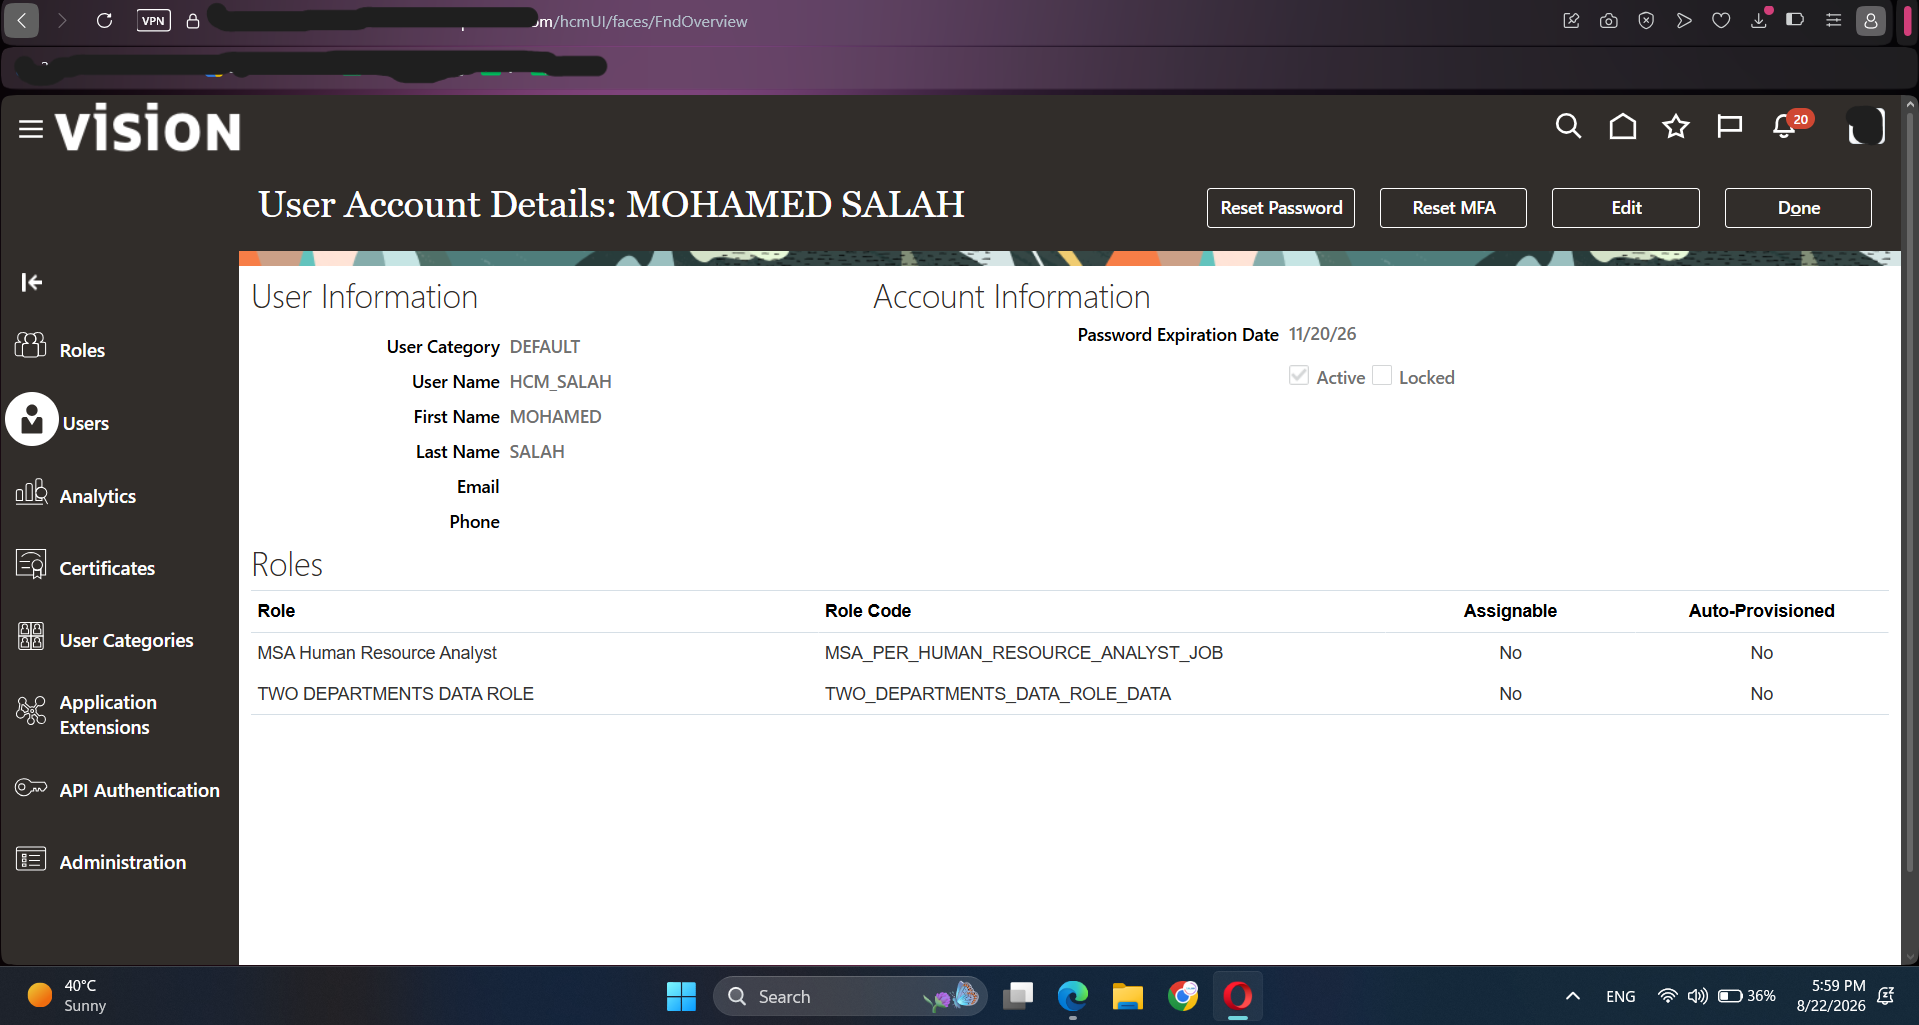 VPN
om/hcmUI/faces/FndOverview
vision
20
User Account Details: MOHAMED SALAH
Reset Password
Reset MFA
Edit
Done
Roles
Users
Analytics
Certificates
User Categories
Application
Extensions
API Authentication
Administration
User Information
User Category DEFAULT
User Name HCM_SALAH
First Name MOHAMED
Last Name SALAH
Email
Phone
Account Information
Password Expiration Date 11/20/26
Active Locked
Roles
Role Role Code Assignable Auto-Provisioned
MSA Human Resource Analyst MSA_PER_HUMAN_RESOURCE_ANALYST_JOB No No
TWO DEPARTMENTS DATA ROLE TWO_DEPARTMENTS_DATA_ROLE_DATA No No
40°C
Sunny
Search
ENG
36%
5:59 PM
8/22/2026